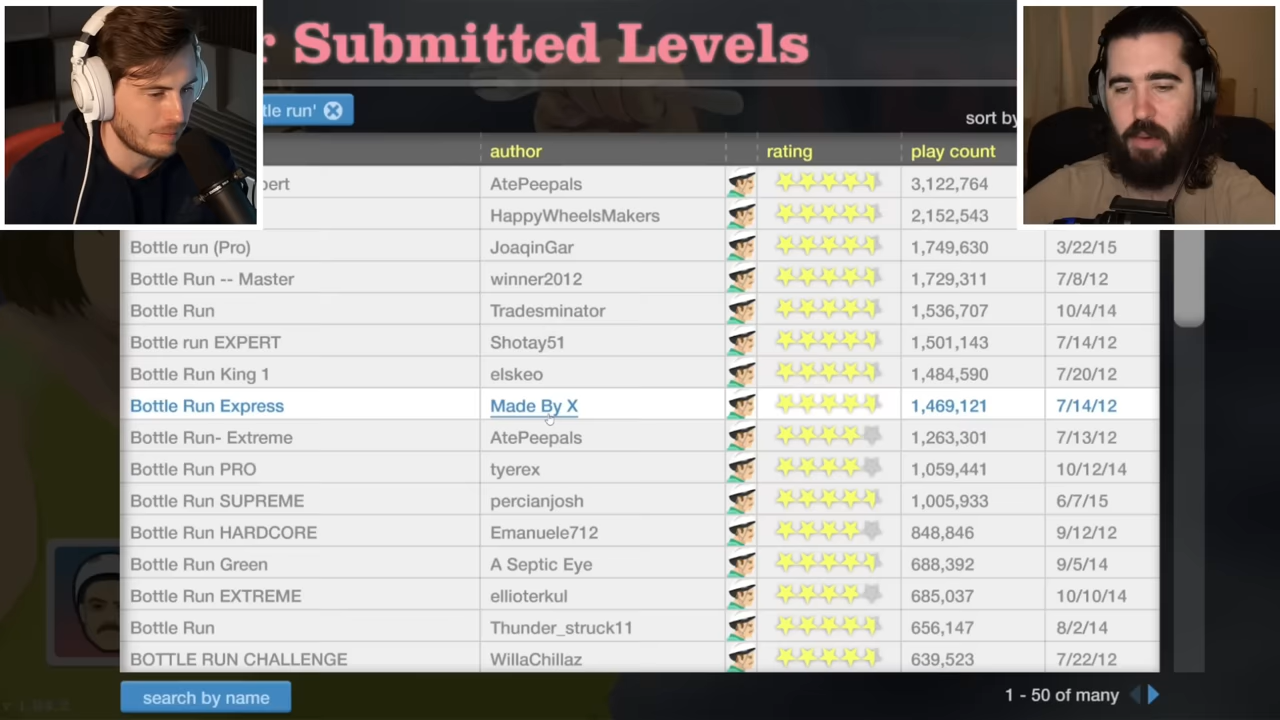 r Submitted Levels
tle run'
sort by
author rating play count
pert AtePeepals 3,122,764
HappyWheelsMakers 2,152,543
Bottle run (Pro) JoaqinGar 1,749,630 3/22/15
Bottle Run -- Master winner2012 1,729,311 7/8/12
Bottle Run Tradesminator 1,536,707 10/4/14
Bottle run EXPERT Shotay51 1,501,143 7/14/12
Bottle Run King 1 elskeo 1,484,590 7/20/12
Bottle Run Express Made By X 1,469,121 7/14/12
Bottle Run- Extreme AtePeepals 1,263,301 7/13/12
Bottle Run PRO tyerex 1,059,441 10/12/14
Bottle Run SUPREME percianjosh 1,005,933 6/7/15
Bottle Run HARDCORE Emanuele712 848,846 9/12/12
Bottle Run Green A Septic Eye 688,392 9/5/14
Bottle Run EXTREME ellioterkul 685,037 10/10/14
Bottle Run Thunder_struck11 656,147 8/2/14
BOTTLE RUN CHALLENGE WillaChillaz 639,523 7/22/12
search by name
1 - 50 of many